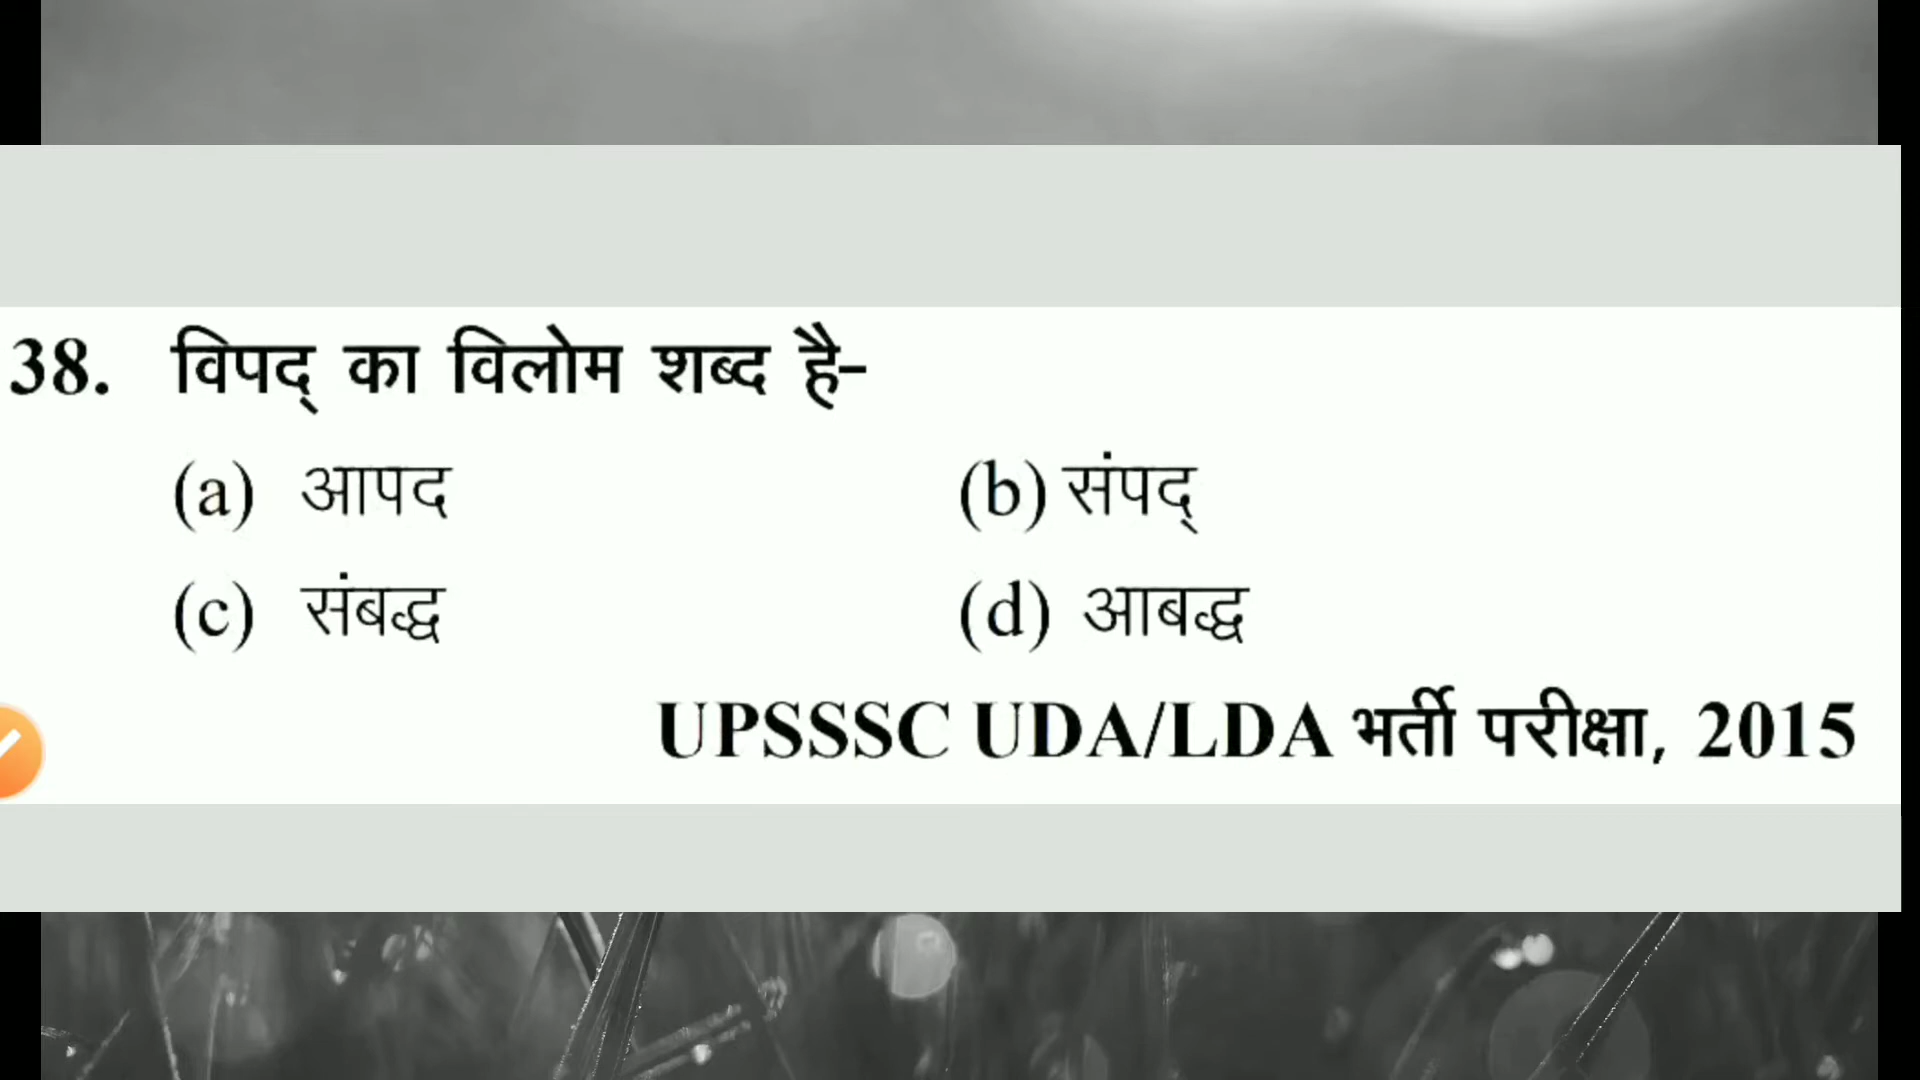 38. विपद् का विलोम शब्द है-
(a) आपद (b) संपद्
(c) संबद्ध (d) आबद्ध
UPSSSC UDA/LDA भर्ती परीक्षा, 2015